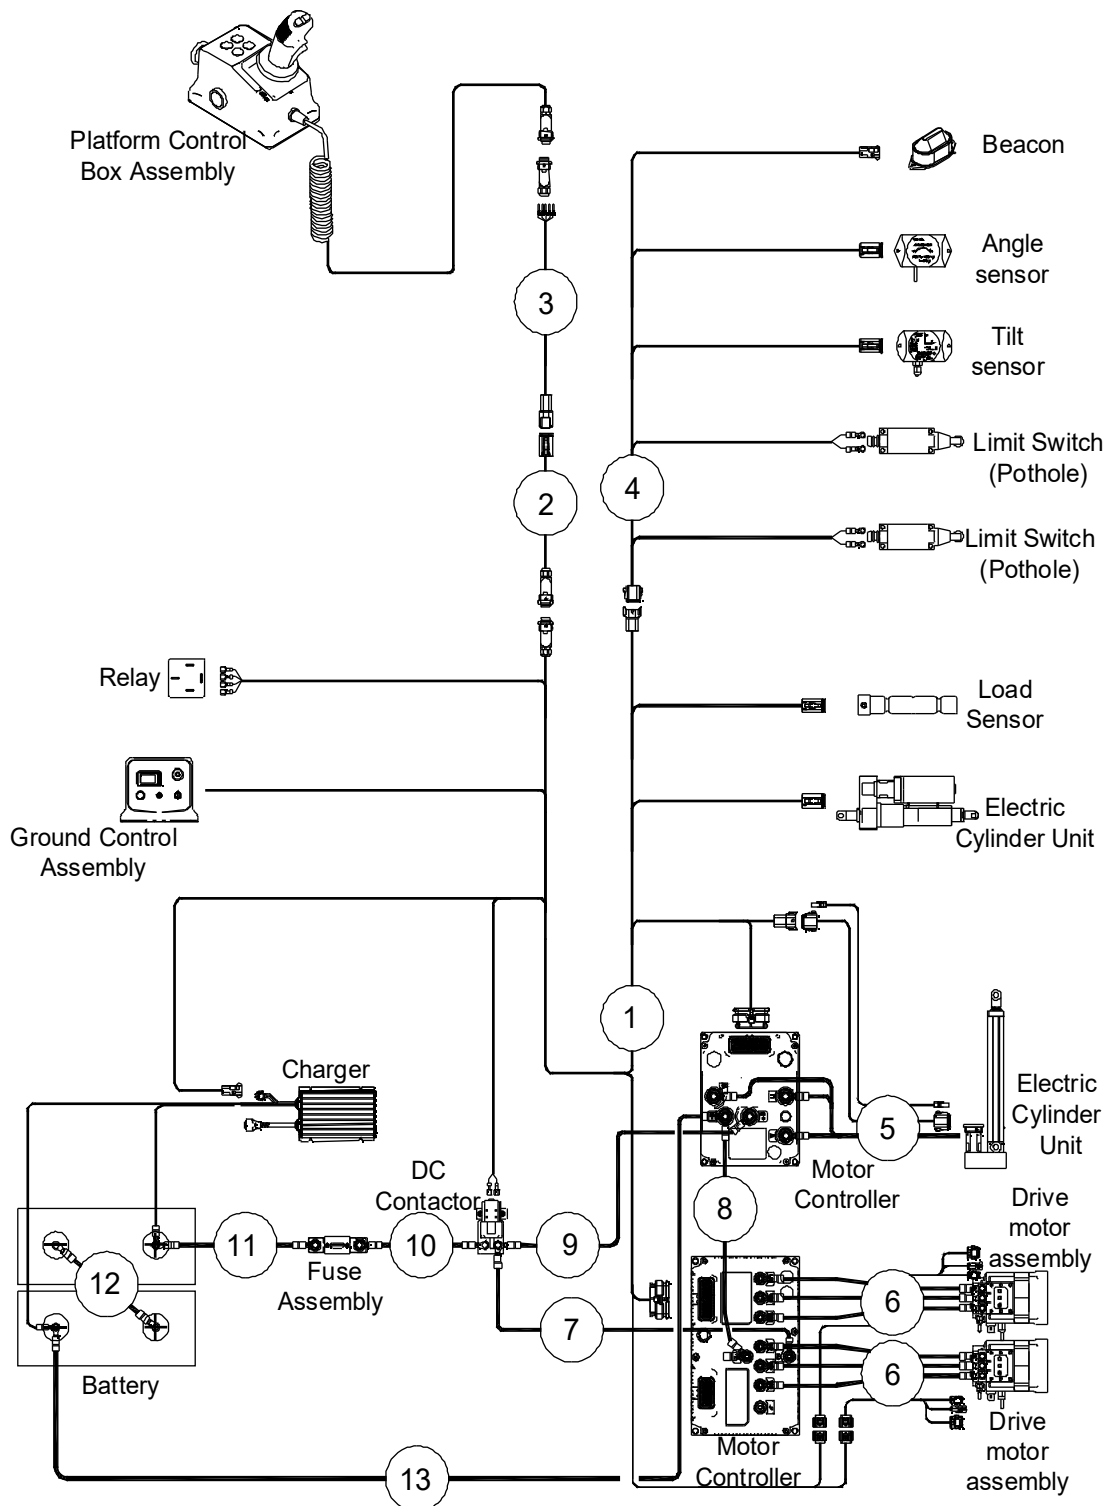 Platform Control
Box Assembly
Beacon
Angle
sensor
3
Tilt
sensor
Limit Switch
(Pothole)
4
2
Limit Switch
(Pothole)
Relay
Load
Sensor
Ground Control
Assembly
Electric
Cylinder Unit
1
Charger
Electric
Cylinder
Unit
5
DC
Contactor
Motor
Controller
8
Drive
motor
assembly
11
10
9
12
Fuse
Assembly
6
7
6
Battery
Drive
motor
assembly
Motor
Controller
13